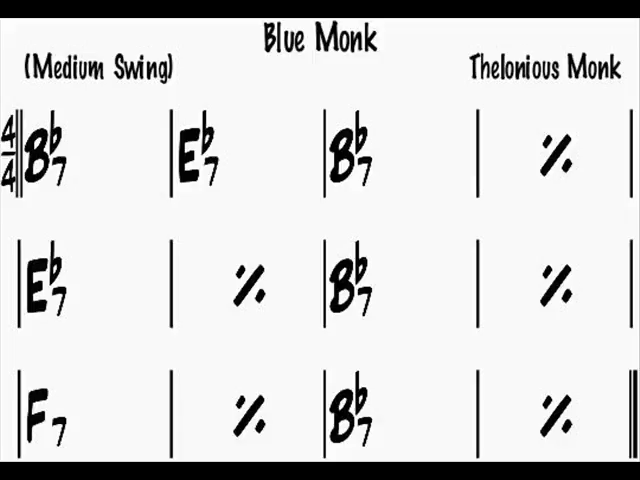 Blue Monk
(Medium Swing) Thelonious Monk
4/4 B♭7 E♭7 B♭7 𝄎
E♭7 𝄎 B♭7 𝄎
F7 𝄎 B♭7 𝄎